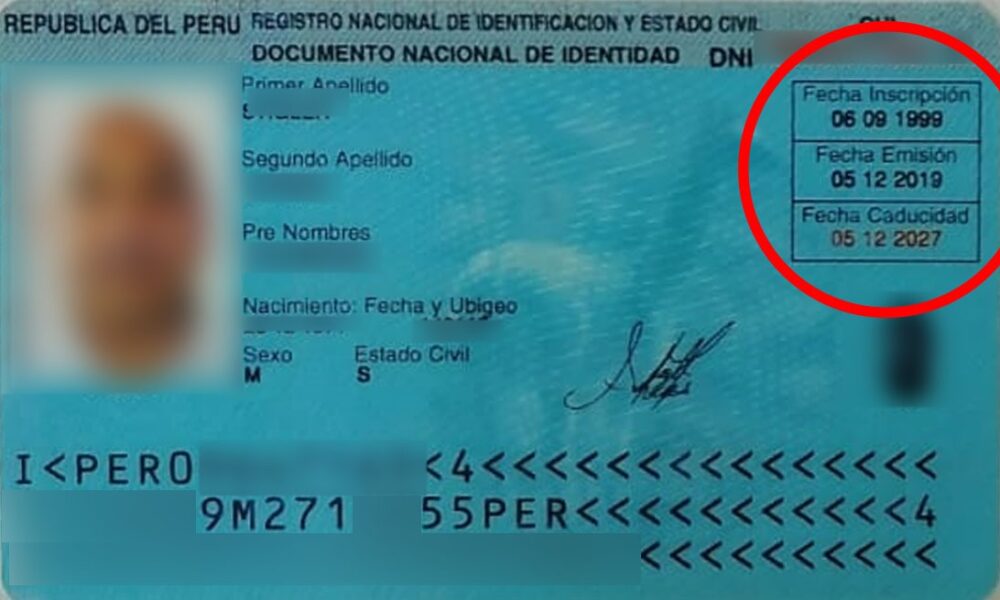 REPUBLICA DEL PERU REGISTRO NACIONAL DE IDENTIFICACION Y ESTADO CIVIL
DOCUMENTO NACIONAL DE IDENTIDAD DNI
Primer Apellido
Segundo Apellido
Pre Nombres
Nacimiento: Fecha y Ubigeo
Sexo Estado Civil
M S
Fecha Inscripción
06 09 1999
Fecha Emisión
05 12 2019
Fecha Caducidad
05 12 2027
I<PER0 <4<<<<<<<<<<<<<<<
9M271 55PER<<<<<<<<<<<4
<<<<<<<<<<